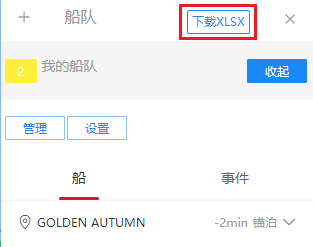 + 船队 下载XLSX ×
2 我的船队 收起
管理 设置
船 事件
GOLDEN AUTUMN -2min 锚泊